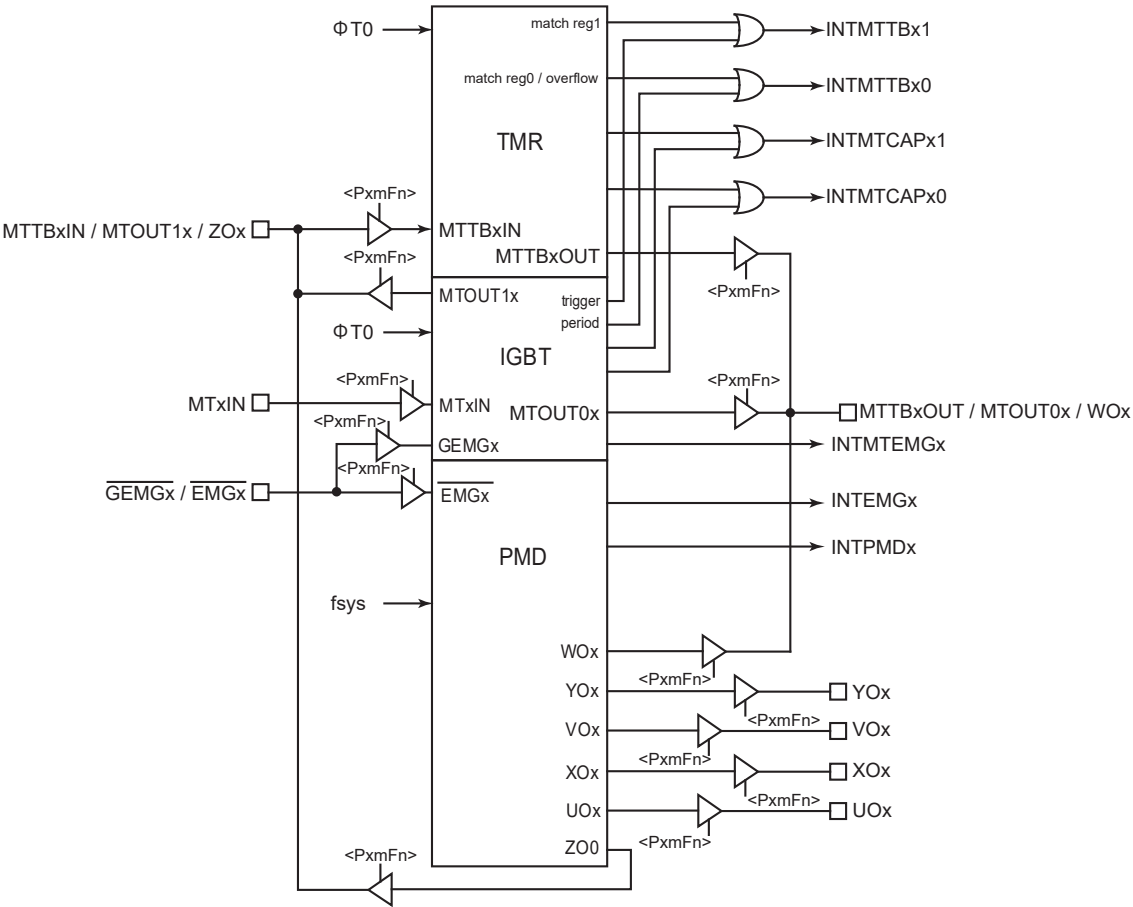 ΦT0
match reg1
INTMTTBx1
match reg0 / overflow
INTMTTBx0
TMR
INTMTCAPx1
<PxmFn>
INTMTCAPx0
MTTBxIN / MTOUT1x / ZOx
MTTBxIN
MTTBxOUT
<PxmFn>
<PxmFn>
MTOUT1x
trigger
ΦT0
period
IGBT
<PxmFn>
<PxmFn>
MTxIN
MTxIN
MTOUT0x
MTTBxOUT / MTOUT0x / WOx
<PxmFn>
GEMGx
INTMTEMGx
<PxmFn>
GEMGx / EMGx
EMGx
INTEMGx
PMD
INTPMDx
fsys
WOx
<PxmFn>
YOx
YOx
<PxmFn>
VOx
VOx
<PxmFn>
XOx
XOx
<PxmFn>
UOx
UOx
<PxmFn>
ZO0
<PxmFn>